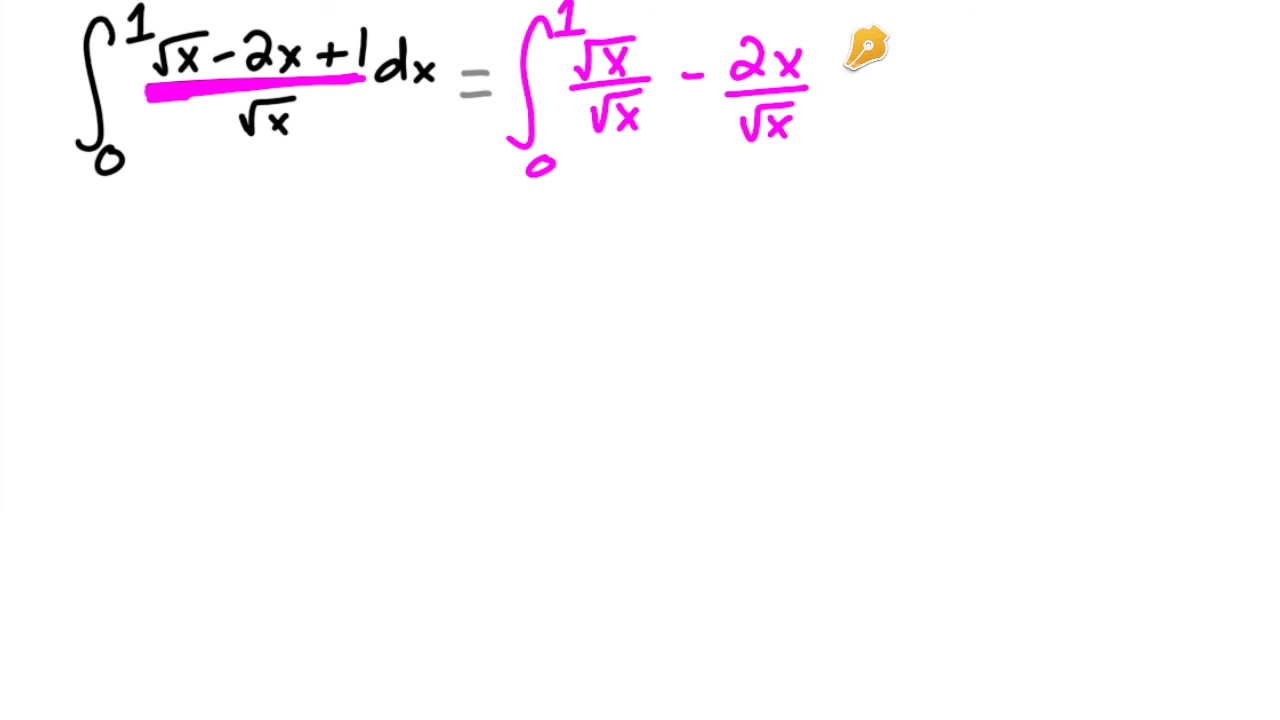 ∫₀¹ (√x - 2x + 1)/√x dx = ∫₀¹ √x/√x - 2x/√x